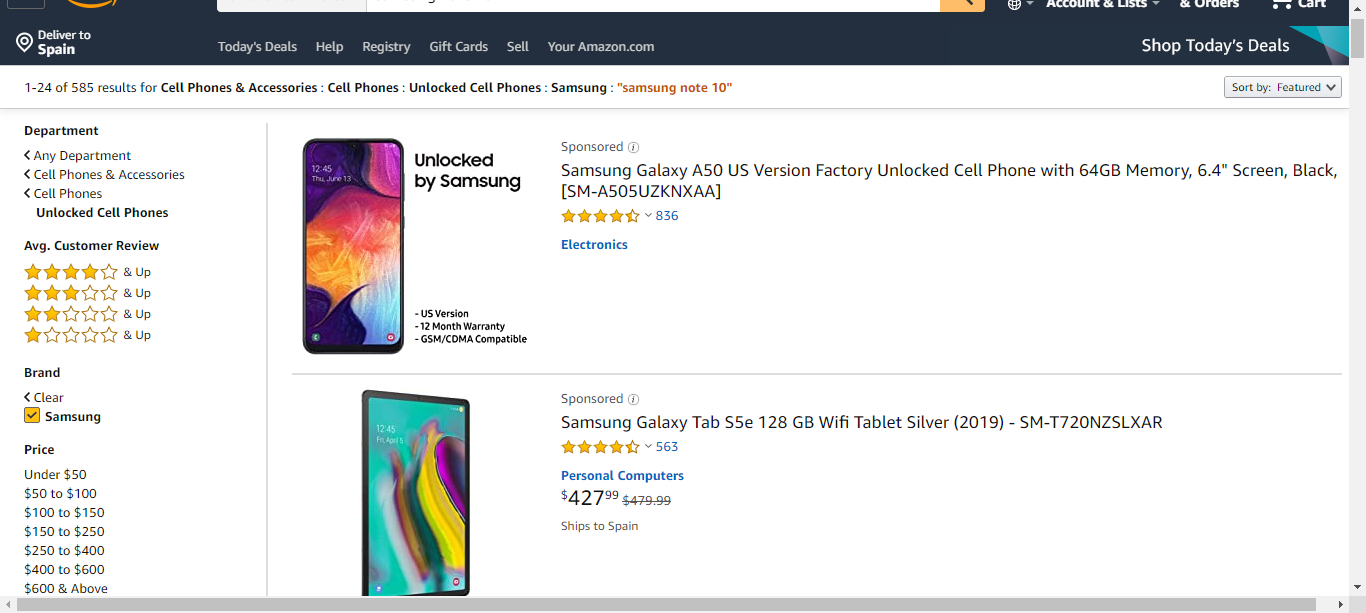 Account & Lists
& Orders
Cart
Deliver to
Spain
Today's Deals Help Registry Gift Cards Sell Your Amazon.com
Shop Today's Deals
1-24 of 585 results for Cell Phones & Accessories : Cell Phones : Unlocked Cell Phones : Samsung : "samsung note 10"
Sort by: Featured
Department
Any Department
Cell Phones & Accessories
Cell Phones
Unlocked Cell Phones
Avg. Customer Review
& Up
& Up
& Up
& Up
Brand
Clear
Samsung
Price
Under $50
$50 to $100
$100 to $150
$150 to $250
$250 to $400
$400 to $600
$600 & Above
12:45
Thu, June 13
Unlocked
by Samsung
- US Version
- 12 Month Warranty
- GSM/CDMA Compatible
Sponsored
Samsung Galaxy A50 US Version Factory Unlocked Cell Phone with 64GB Memory, 6.4" Screen, Black,
[SM-A505UZKNXAA]
836
Electronics
12:45
Fri, April 5
Sponsored
Samsung Galaxy Tab S5e 128 GB Wifi Tablet Silver (2019) - SM-T720NZSLXAR
563
Personal Computers
$427.99 $479.99
Ships to Spain